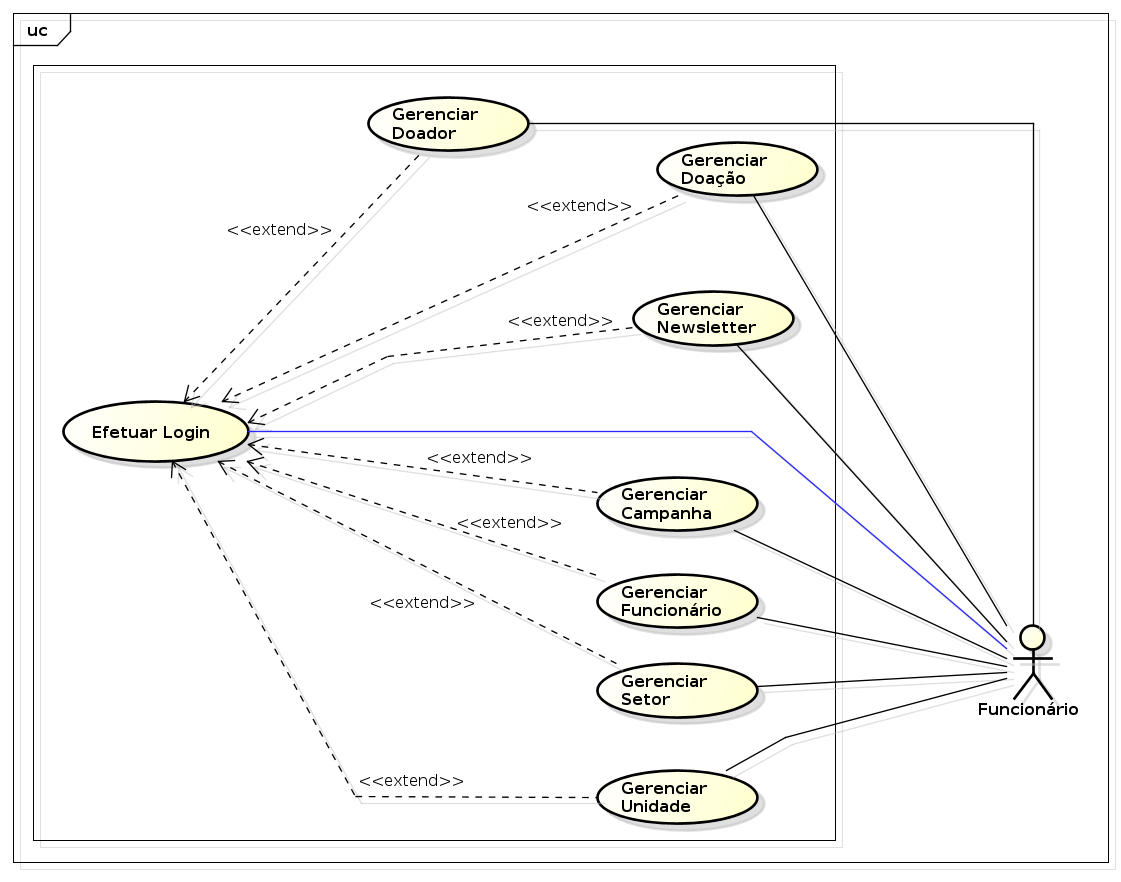 uc
Gerenciar
Doador
Gerenciar
Doação
<<extend>>
<<extend>>
Gerenciar
Newsletter
<<extend>>
Efetuar Login
<<extend>>
Gerenciar
Campanha
<<extend>>
Gerenciar
Funcionário
<<extend>>
Gerenciar
Setor
Funcionário
<<extend>>
Gerenciar
Unidade